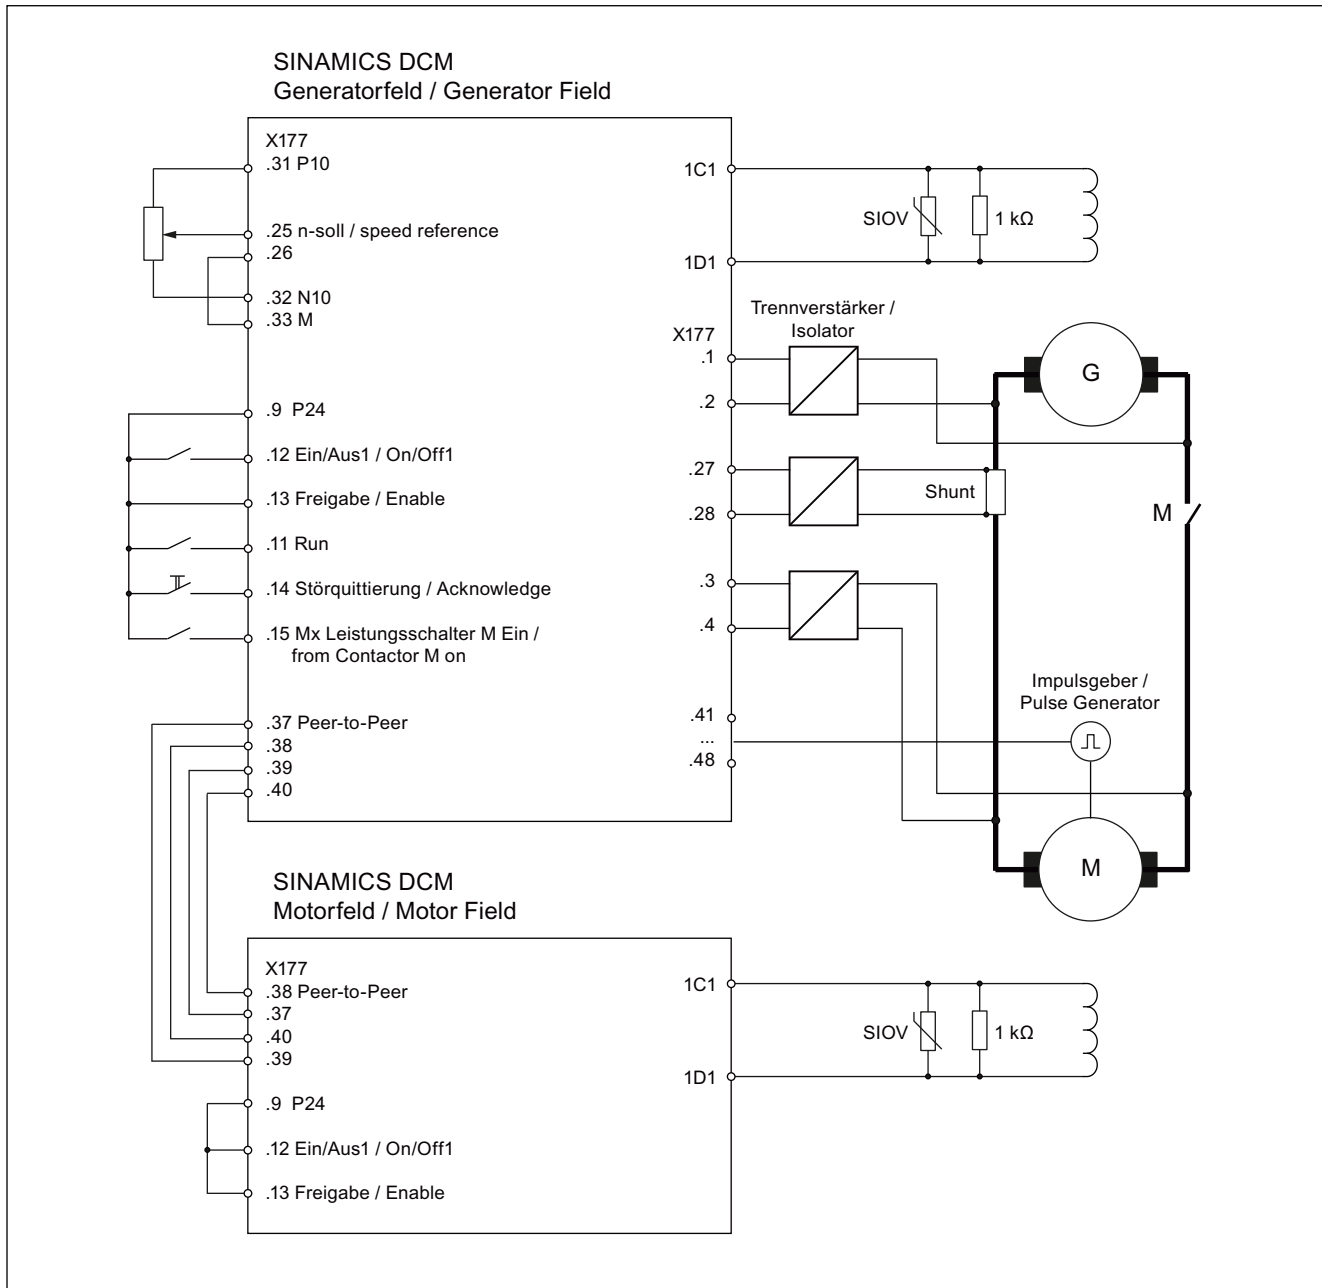 SINAMICS DCM
Generatorfeld / Generator Field
X177
.31 P10
.25 n-soll / speed reference
.26
.32 N10
.33 M
.9 P24
.12 Ein/Aus1 / On/Off1
.13 Freigabe / Enable
.11 Run
.14 Störquittierung / Acknowledge
.15 Mx Leistungsschalter M Ein /
from Contactor M on
.37 Peer-to-Peer
.38
.39
.40
1C1
1D1
SIOV
1 kΩ
Trennverstärker /
Isolator
X177
.1
.2
.27
.28
.3
.4
.41
...
.48
Shunt
G
M
Impulsgeber /
Pulse Generator
M
SINAMICS DCM
Motorfeld / Motor Field
X177
.38 Peer-to-Peer
.37
.40
.39
.9 P24
.12 Ein/Aus1 / On/Off1
.13 Freigabe / Enable
1C1
1D1
SIOV
1 kΩ